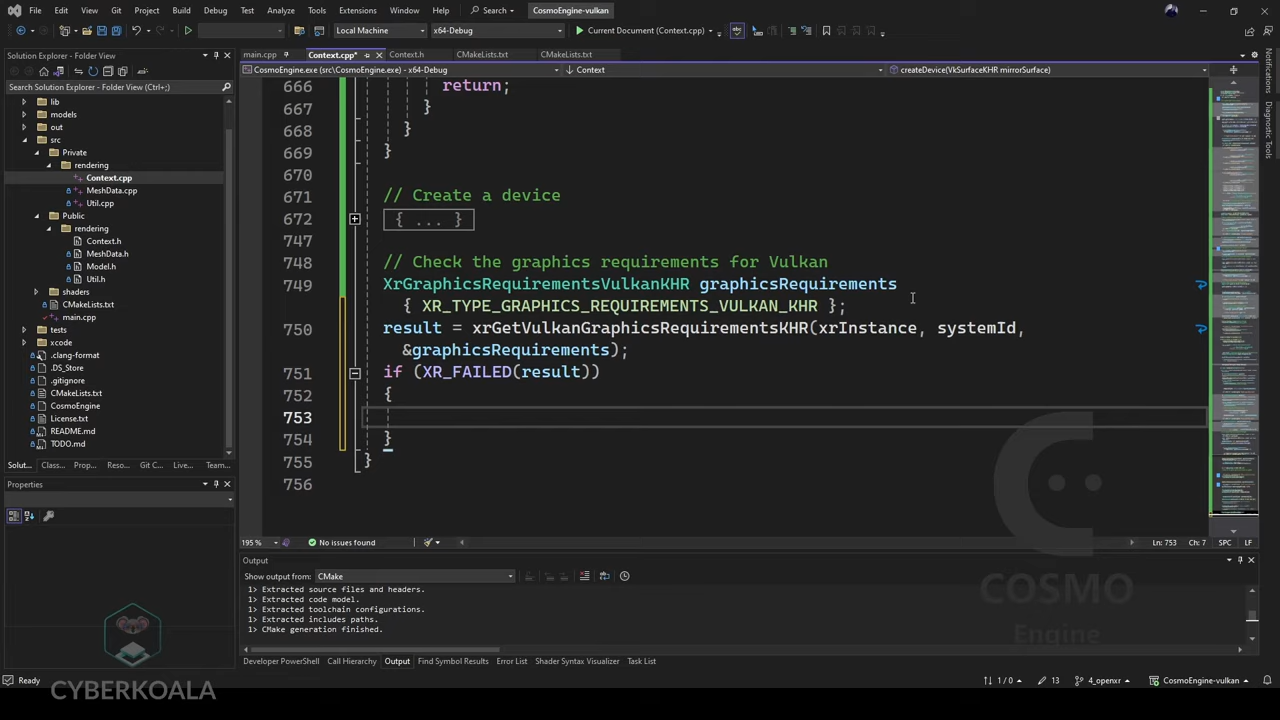 File Edit View Git Project Build Debug Test Analyze Tools Extensions Window Help Search CosmoEngine-vulkan
Local Machine x64-Debug Current Document (Context.cpp)
Solution Explorer - Folder View
Search Solution Explorer - Folder View (Ctrl+;)
lib
models
out
src
Private
rendering
Context.cpp
MeshData.cpp
Util.cpp
Public
rendering
Context.h
MeshData.h
Model.h
Util.h
shaders
CMakeLists.txt
main.cpp
tests
xcode
.clang-format
.DS_Store
.gitignore
CMakeLists.txt
CosmoEngine
License.txt
README.md
TODO.md
Solut... Class... Prop... Reso... Git C... Live... Team...
Properties
main.cpp Context.cpp* Context.h CMakeLists.txt CMakeLists.txt
CosmoEngine.exe (src\CosmoEngine.exe) - x64-Debug Context createDevice(VkSurfaceKHR mirrorSurface)
666 return;
667 }
668 }
669 }
670
671 // Create a device
672 { ... }
747
748 // Check the graphics requirements for Vulkan
749 XrGraphicsRequirementsVulkanKHR graphicsRequirements
{ XR_TYPE_GRAPHICS_REQUIREMENTS_VULKAN_KHR };
750 result = xrGetVulkanGraphicsRequirementsKHR(xrInstance, systemId,
&graphicsRequirements);
751 if (XR_FAILED(result))
752 {
753
754 }
755 }
756
195 % No issues found Ln: 753 Ch: 7 SPC LF
Output
Show output from: CMake
1> Extracted source files and headers.
1> Extracted code model.
1> Extracted toolchain configurations.
1> Extracted includes paths.
1> CMake generation finished.
Developer PowerShell Call Hierarchy Output Find Symbol Results Error List Shader Syntax Visualizer Task List
Ready 1 / 0 13 4_openxr CosmoEngine-vulkan
Notifications
Diagnostic Tools
COSMO
Engine
CYBERKOALA